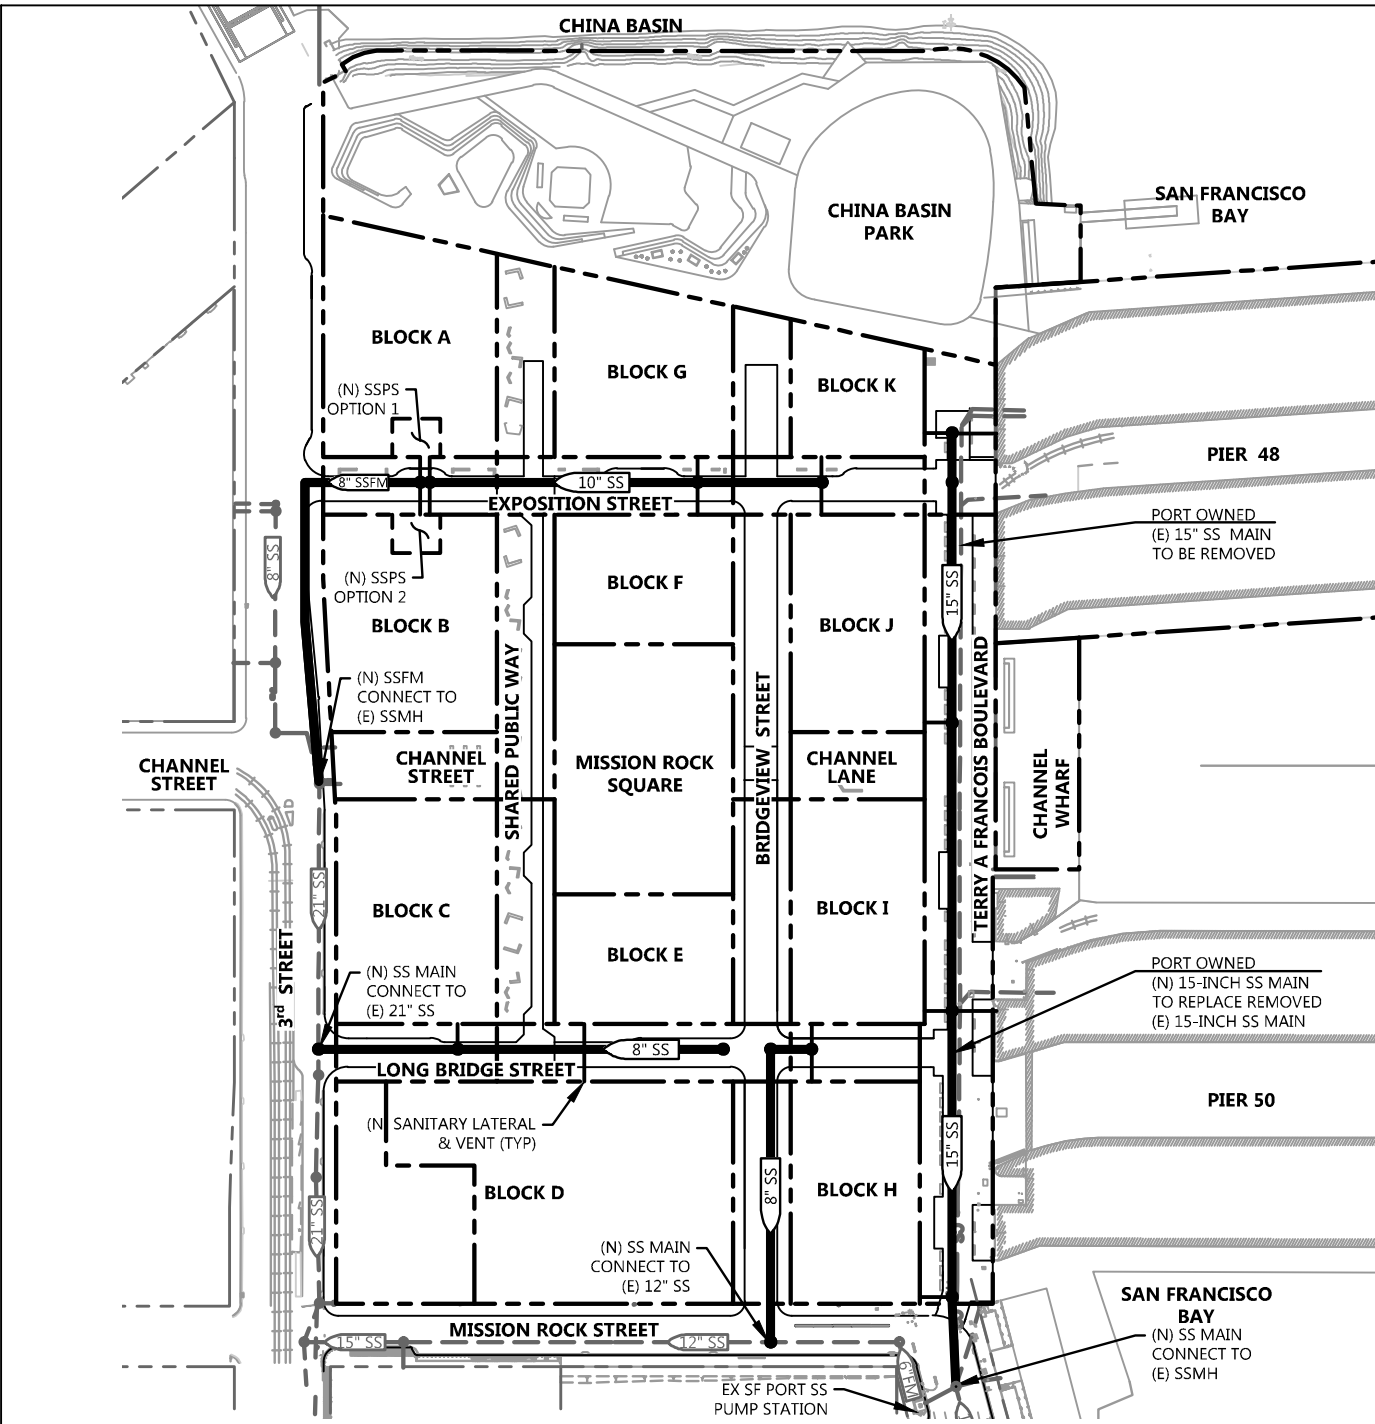 CHINA BASIN
SAN FRANCISCO
BAY
CHINA BASIN
PARK
BLOCK A
BLOCK G
BLOCK K
(N) SSPS
OPTION 1
PIER 48
8" SSFM
10" SS
EXPOSITION STREET
PORT OWNED
(E) 15" SS MAIN
TO BE REMOVED
8" SS
(N) SSPS
OPTION 2
BLOCK F
15" SS
BLOCK B
BLOCK J
(N) SSFM
CONNECT TO
(E) SSMH
SHARED PUBLIC WAY
BRIDGEVIEW STREET
TERRY A FRANCOIS BOULEVARD
CHANNEL
STREET
CHANNEL
STREET
MISSION ROCK
SQUARE
CHANNEL
LANE
CHANNEL
WHARF
21" SS
BLOCK C
BLOCK I
3rd STREET
BLOCK E
(N) SS MAIN
CONNECT TO
(E) 21" SS
PORT OWNED
(N) 15-INCH SS MAIN
TO REPLACE REMOVED
(E) 15-INCH SS MAIN
8" SS
LONG BRIDGE STREET
PIER 50
(N) SANITARY LATERAL
& VENT (TYP)
15" SS
8" SS
BLOCK D
BLOCK H
21" SS
(N) SS MAIN
CONNECT TO
(E) 12" SS
SAN FRANCISCO
BAY
MISSION ROCK STREET
15" SS
12" SS
(N) SS MAIN
CONNECT TO
(E) SSMH
6" FM
EX SF PORT SS
PUMP STATION